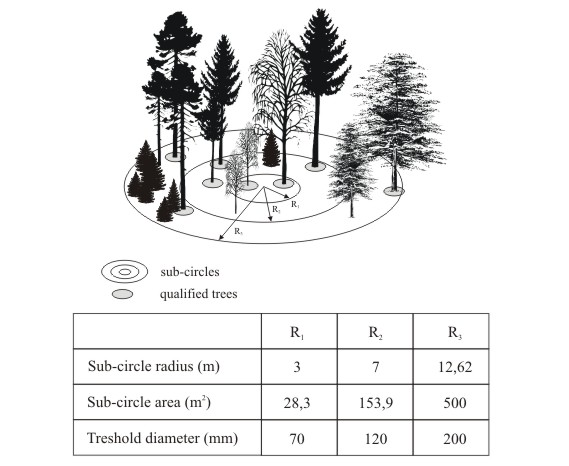 R₁
R₂
R₃
sub-circles
qualified trees
R₁ R₂ R₃
Sub-circle radius (m) 3 7 12,62
Sub-circle area (m²) 28,3 153,9 500
Treshold diameter (mm) 70 120 200